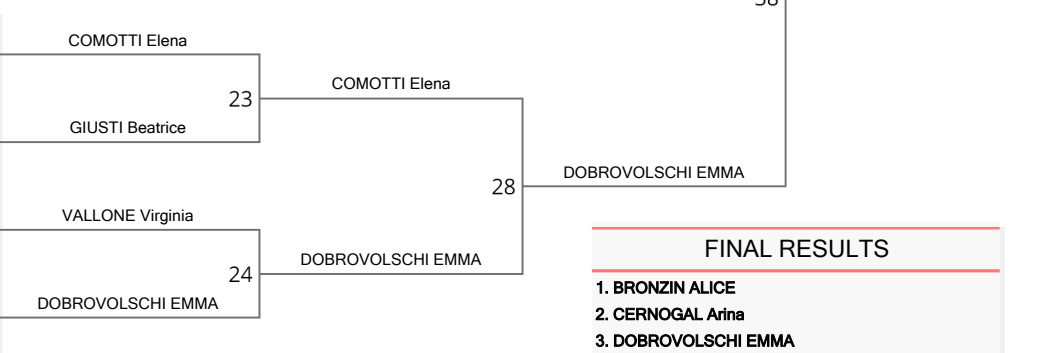 COMOTTI Elena
23
GIUSTI Beatrice
COMOTTI Elena
VALLONE Virginia
24
DOBROVOLSCHI EMMA
DOBROVOLSCHI EMMA
28
DOBROVOLSCHI EMMA
FINAL RESULTS
1. BRONZIN ALICE
2. CERNOGAL Arina
3. DOBROVOLSCHI EMMA